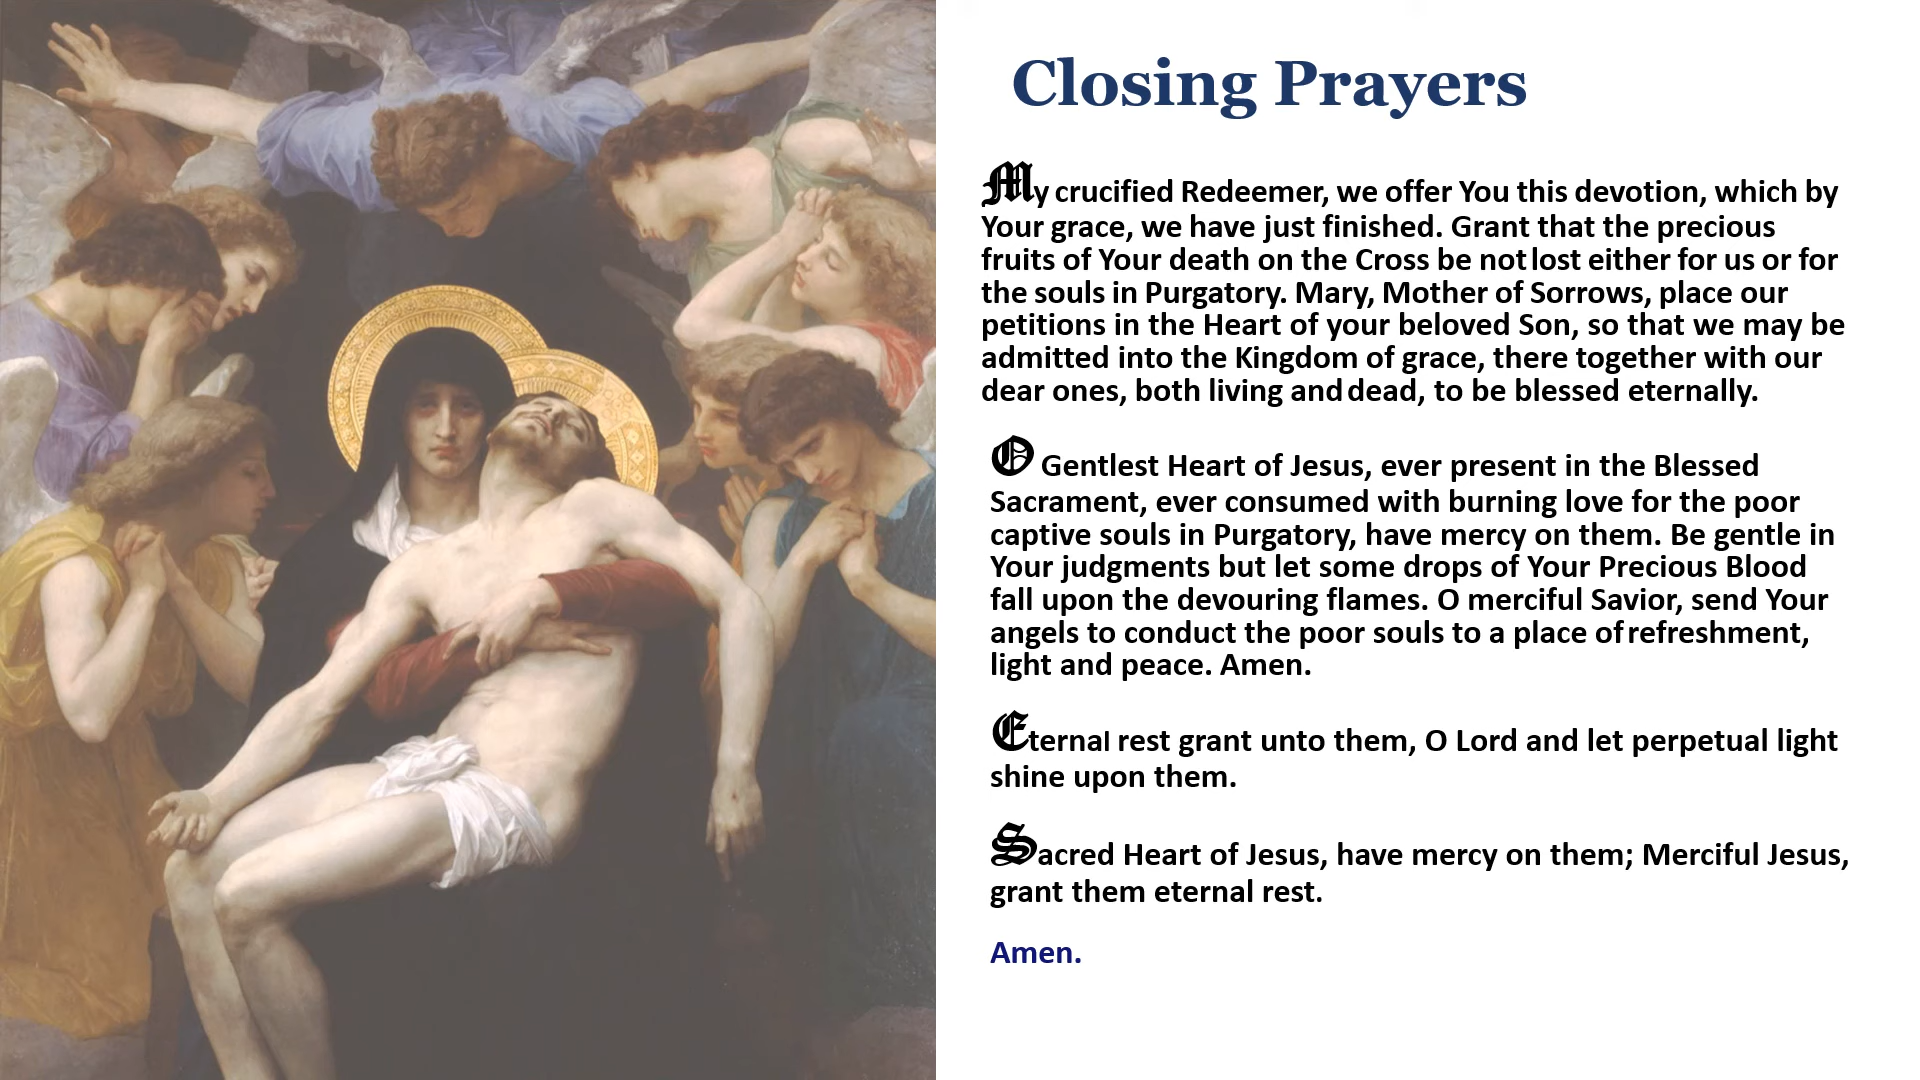 Closing Prayers
My crucified Redeemer, we offer You this devotion, which by
Your grace, we have just finished. Grant that the precious
fruits of Your death on the Cross be not lost either for us or for
the souls in Purgatory. Mary, Mother of Sorrows, place our
petitions in the Heart of your beloved Son, so that we may be
admitted into the Kingdom of grace, there together with our
dear ones, both living and dead, to be blessed eternally.
O Gentlest Heart of Jesus, ever present in the Blessed
Sacrament, ever consumed with burning love for the poor
captive souls in Purgatory, have mercy on them. Be gentle in
Your judgments but let some drops of Your Precious Blood
fall upon the devouring flames. O merciful Savior, send Your
angels to conduct the poor souls to a place of refreshment,
light and peace. Amen.
Eternal rest grant unto them, O Lord and let perpetual light
shine upon them.
Sacred Heart of Jesus, have mercy on them; Merciful Jesus,
grant them eternal rest.
Amen.